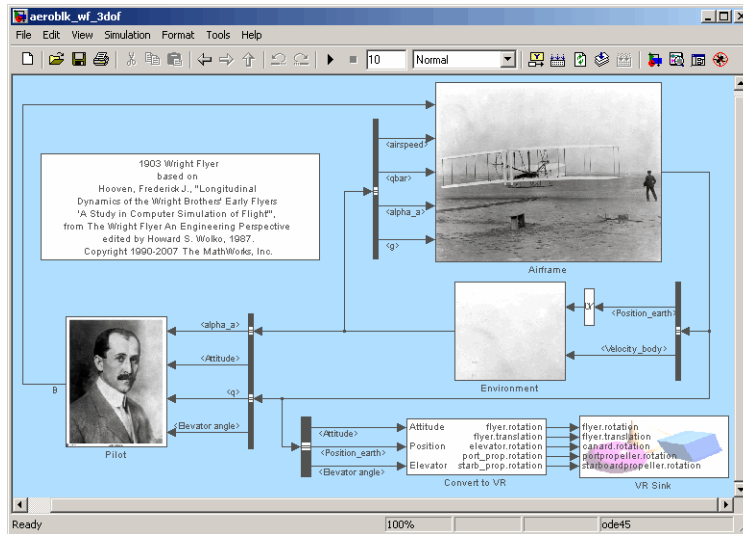 aeroblk_wf_3dof
File Edit View Simulation Format Tools Help
10 Normal
1903 Wright Flyer
based on
Hooven, Frederick J., "Longitudinal
Dynamics of the Wright Brothers' Early Flyers
'A Study in Computer Simulation of Flight'",
from The Wright Flyer An Engineering Perspective
edited by Howard S. Wolko, 1987.
Copyright 1990-2007 The MathWorks, Inc.
<airspeed>
<qbar>
<alpha_a>
<g>
Airframe
<Position_earth>
<Velocity_body>
Environment
<alpha_a>
<Attitude>
<q>
<Elevator angle>
B
Pilot
<Attitude>
<Position_earth>
<Elevator angle>
Attitude
Position
Elevator
flyer.rotation
flyer.translation
elevator.rotation
port_prop.rotation
starb_prop.rotation
Convert to VR
flyer.rotation
flyer.translation
canard.rotation
portpropeller.rotation
starboardpropeller.rotation
VR Sink
Ready 100% ode45